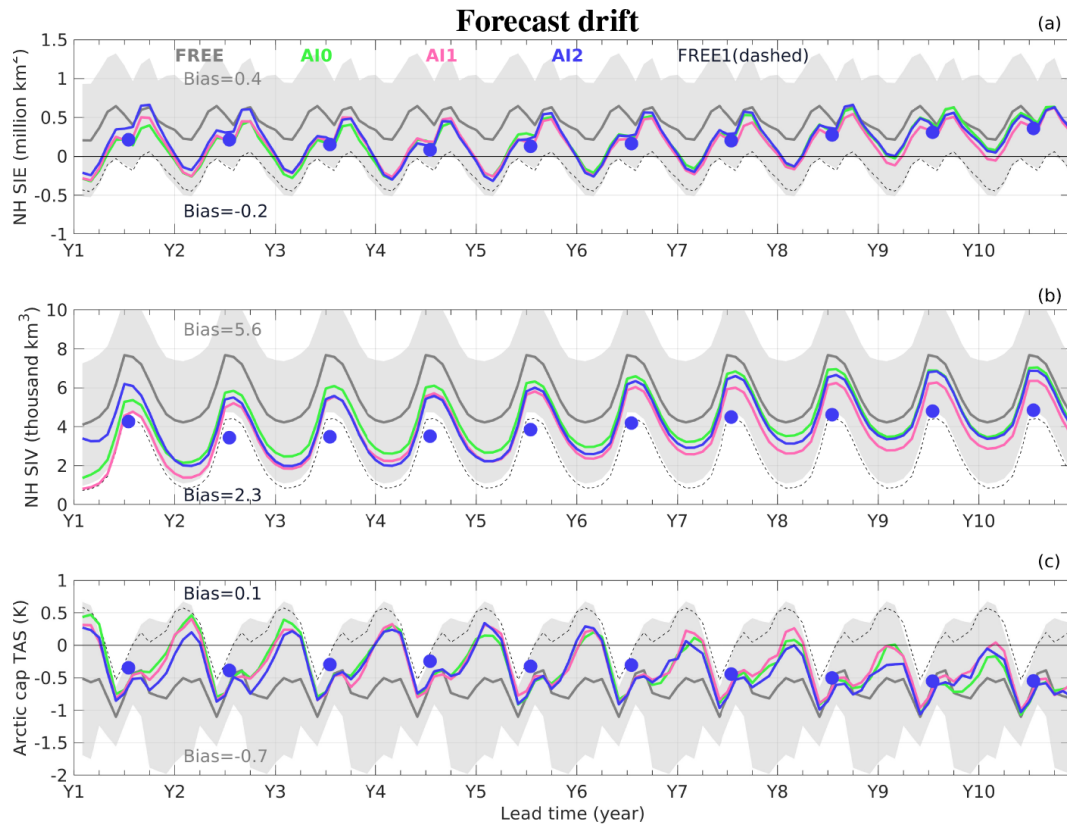 Forecast drift
(a)
FREE AI0 AI1 AI2 FREE1(dashed)
Bias=0.4
Bias=-0.2
NH SIE (million km²)
1.5
1
0.5
0
-0.5
-1
Y1 Y2 Y3 Y4 Y5 Y6 Y7 Y8 Y9 Y10
(b)
Bias=5.6
Bias=2.3
NH SIV (thousand km³)
10
8
6
4
2
0
Y1 Y2 Y3 Y4 Y5 Y6 Y7 Y8 Y9 Y10
(c)
Bias=0.1
Bias=-0.7
Arctic cap TAS (K)
1
0.5
0
-0.5
-1
-1.5
-2
Y1 Y2 Y3 Y4 Y5 Y6 Y7 Y8 Y9 Y10
Lead time (year)